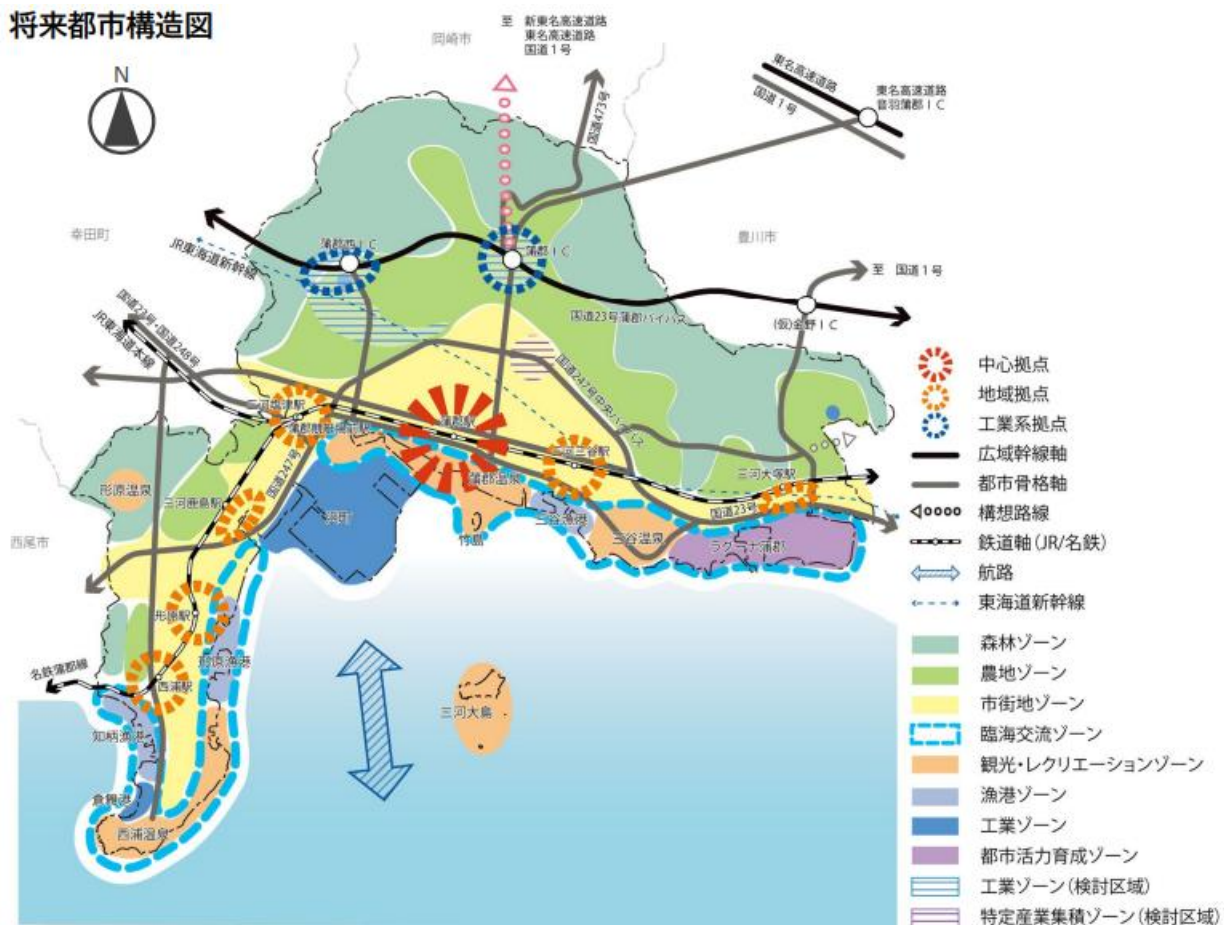 将来都市構造図
至 新東名高速道路
東名高速道路
国道1号
岡崎市
N
東名高速道路
国道1号
東名高速道路
音羽蒲郡IC
国道473号
幸田町
豊川市
JR東海道新幹線
蒲郡西IC
蒲郡IC
至 国道1号
国道23号蒲郡バイパス
(仮)金野IC
国道23号・国道248号
JR東海道本線
国道247号中央バイパス
三河塩津駅
蒲郡競艇場前駅
蒲郡駅
三河三谷駅
三河大塚駅
国道23号
国道247号
蒲郡温泉
形原温泉
三河鹿島駅
浜町
竹島
三谷漁港
三谷温泉
ラグーナ蒲郡
西尾市
形原駅
形原漁港
名鉄蒲郡線
西浦駅
三河大島
知柄漁港
倉舞港
西浦温泉
中心拠点
地域拠点
工業系拠点
広域幹線軸
都市骨格軸
構想路線
鉄道軸(JR/名鉄)
航路
東海道新幹線
森林ゾーン
農地ゾーン
市街地ゾーン
臨海交流ゾーン
観光・レクリエーションゾーン
漁港ゾーン
工業ゾーン
都市活力育成ゾーン
工業ゾーン(検討区域)
特定産業集積ゾーン(検討区域)